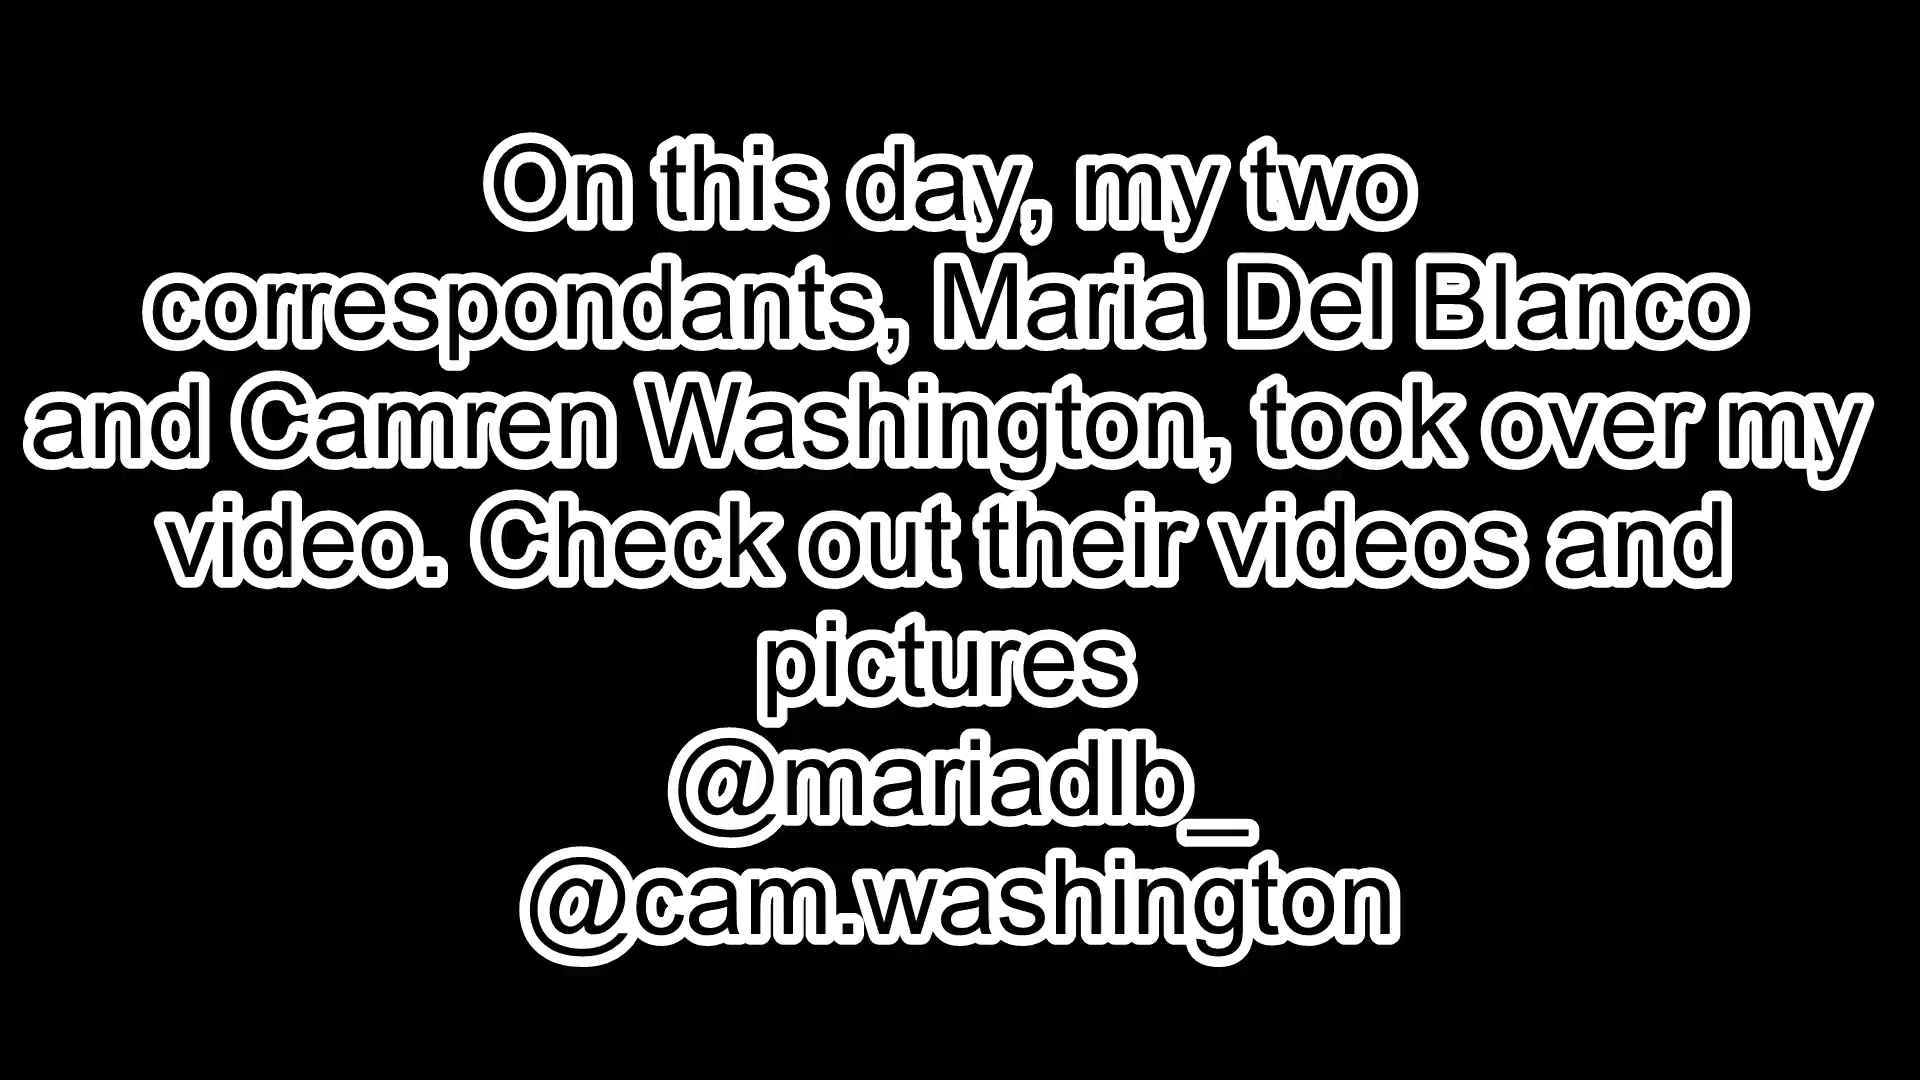 On this day, my two
correspondants, Maria Del Blanco
and Camren Washington, took over my
video. Check out their videos and
pictures
@mariadlb_
@cam.washington